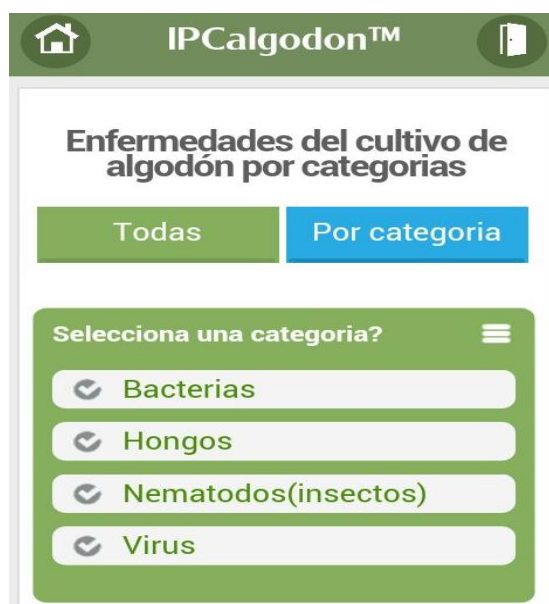 IPCalgodon™
Enfermedades del cultivo de
algodón por categorias
Todas
Por categoria
Selecciona una categoria?
Bacterias
Hongos
Nematodos(insectos)
Virus